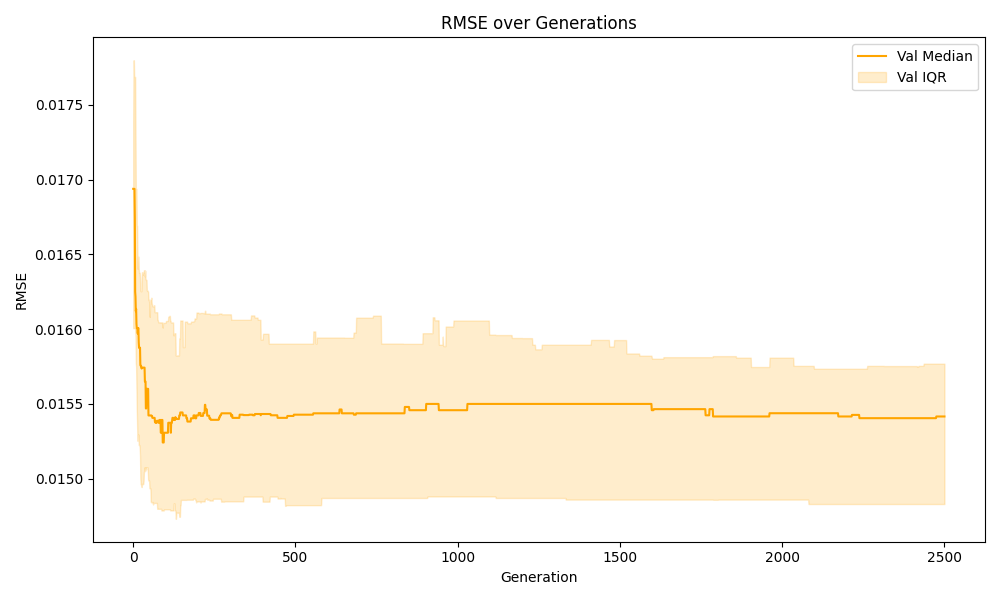 RMSE over Generations
Val Median
Val IQR
0.0175
0.0170
0.0165
0.0160
0.0155
0.0150
RMSE
0 500 1000 1500 2000 2500
Generation